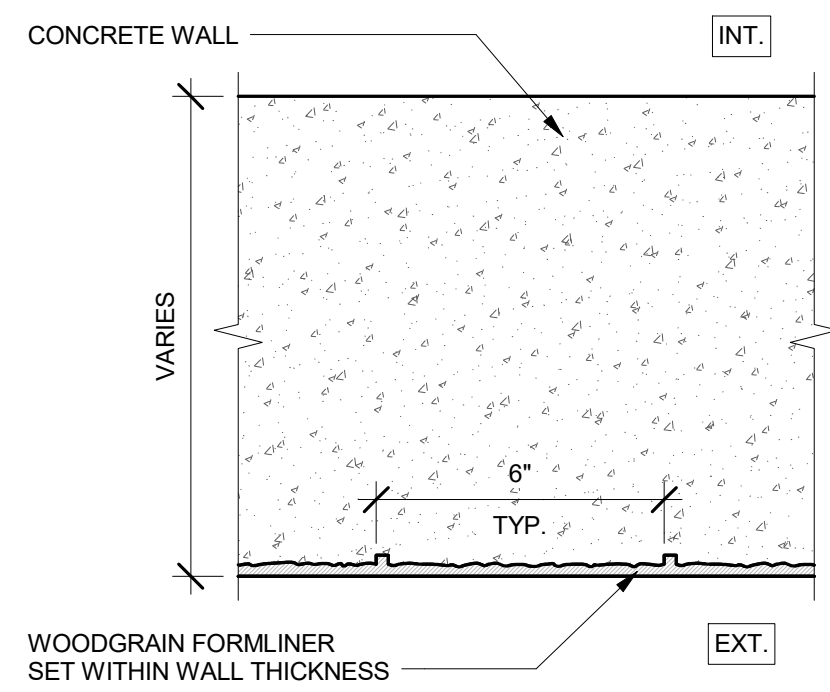 CONCRETE WALL
INT.
VARIES
6"
TYP.
WOODGRAIN FORMLINER
SET WITHIN WALL THICKNESS
EXT.